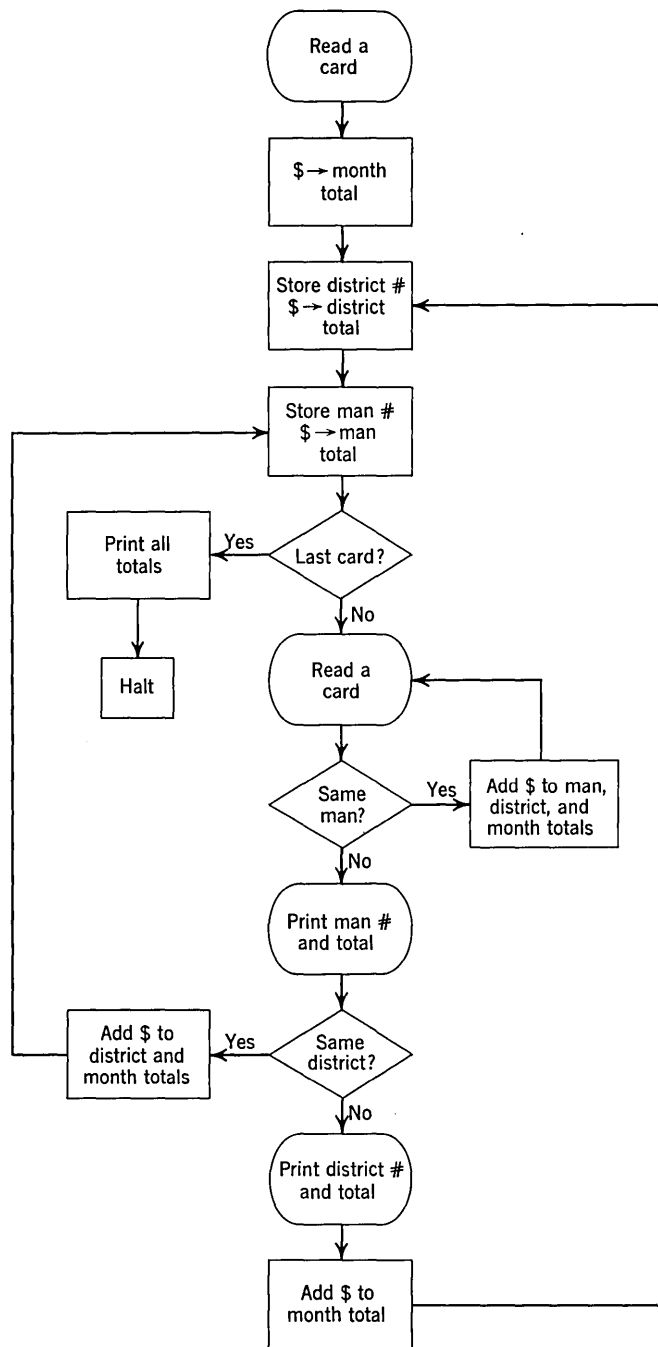 Read a
card
$→month
total
Store district #
$→district
total
Store man #
$→man
total
Print all
totals
Yes
Last card?
No
Halt
Read a
card
Same
man?
Yes
Add $ to man,
district, and
month totals
No
Print man #
and total
Add $ to
district and
month totals
Yes
Same
district?
No
Print district #
and total
Add $ to
month total